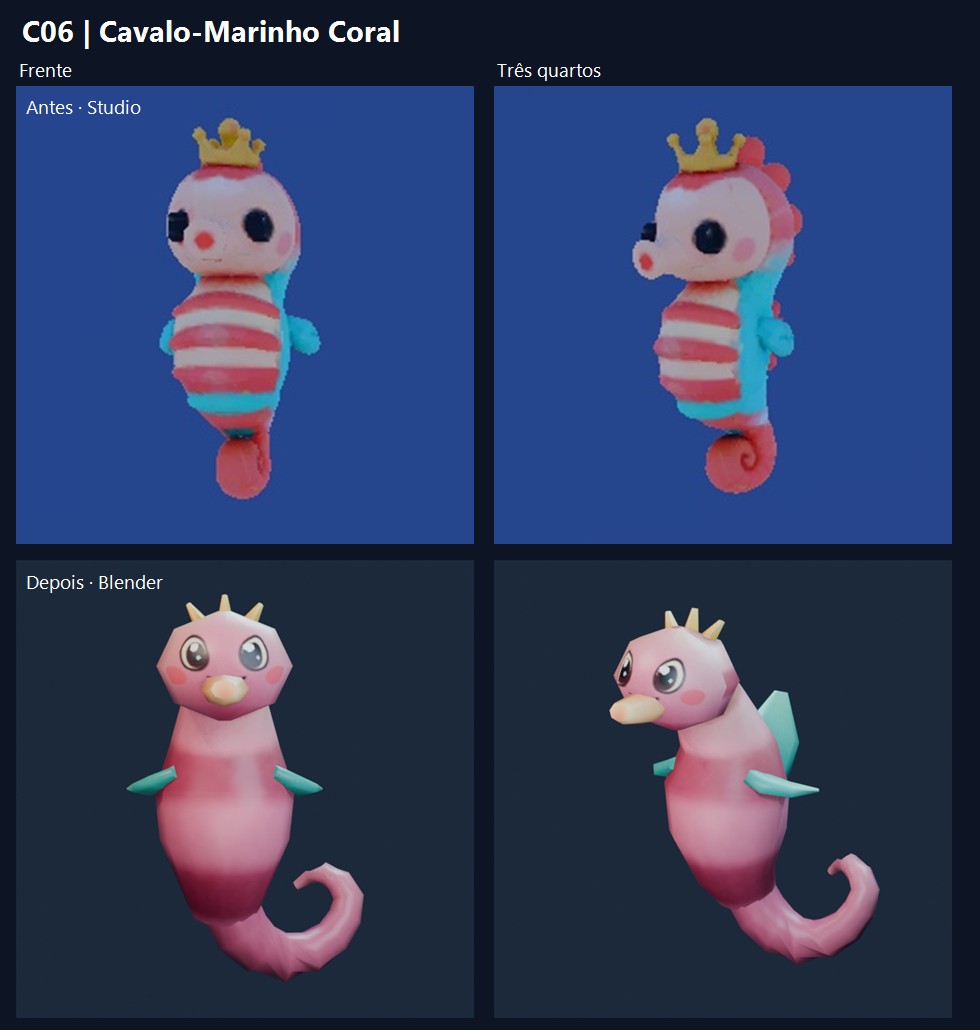 C06 | Cavalo-Marinho Coral
Frente
Três quartos
Antes · Studio
Depois · Blender